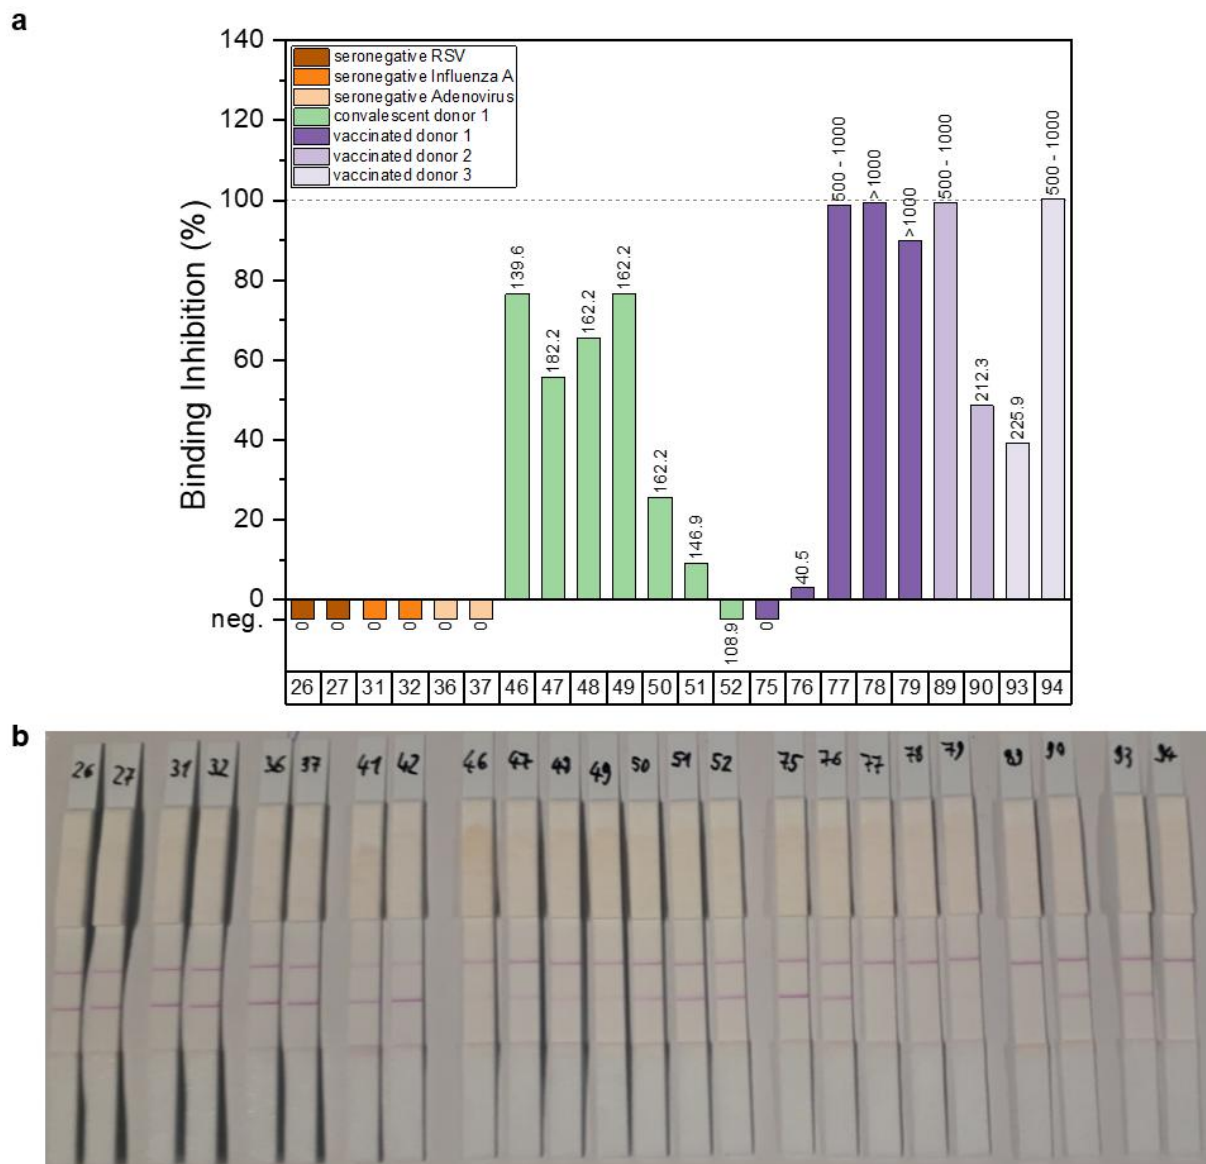 a
140
120
100
80
60
40
20
0
neg.
Binding Inhibition (%)
seronegative RSV
seronegative Influenza A
seronegative Adenovirus
convalescent donor 1
vaccinated donor 1
vaccinated donor 2
vaccinated donor 3
0 0 0 0 0 0 139.6 182.2 162.2 162.2 162.2 146.9 108.9 0 40.5 500 - 1000 >1000 >1000 500 - 1000 212.3 225.9 500 - 1000
26 27 31 32 36 37 46 47 48 49 50 51 52 75 76 77 78 79 89 90 93 94
b
26 27 31 32 36 37 41 42 46 47 48 49 50 51 52 75 76 77 78 79 89 90 93 94